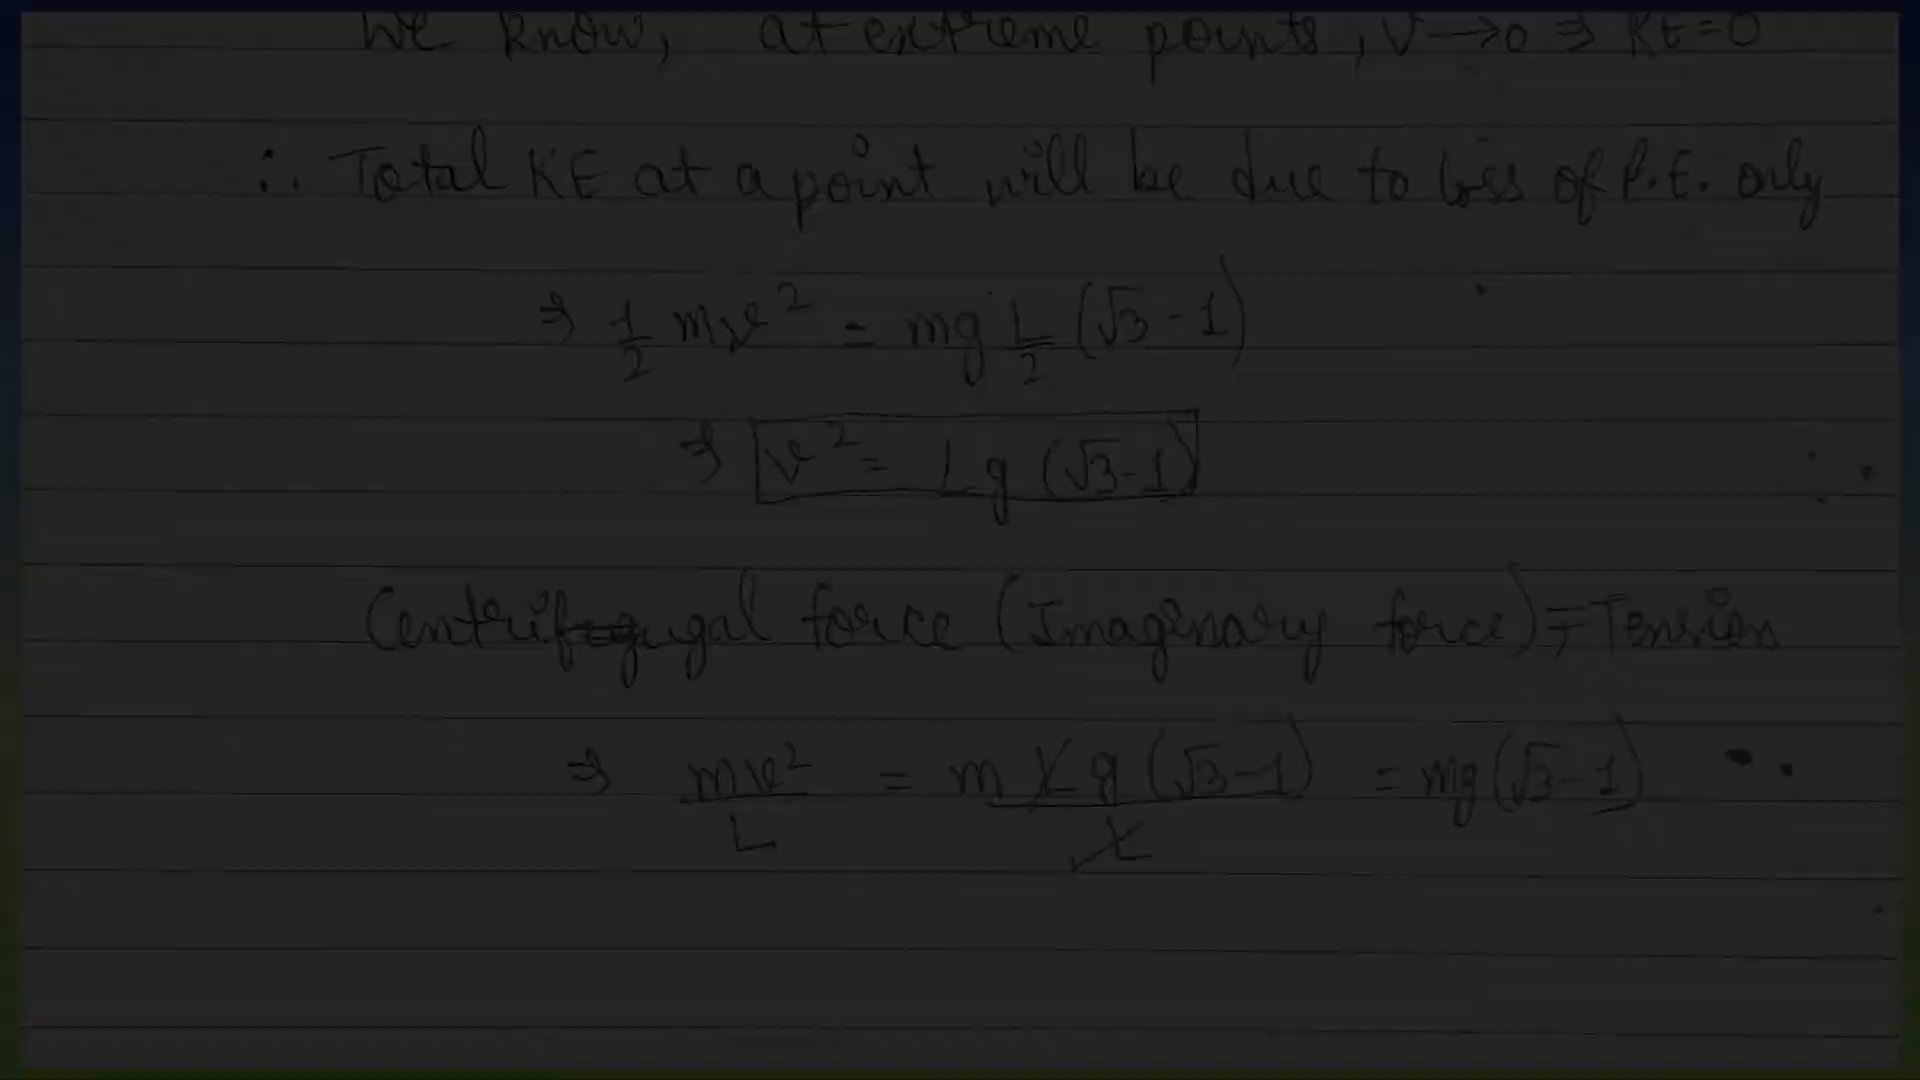 We know, at extreme points, V→0 ⇒ KE=0
∴ Total KE at a point will be due to loss of P.E. only
⇒ 1/2 mv² = mg L/2 (√3-1)
⇒ v² = Lg (√3-1)
Centrifugal force (Imaginary force) = Tension
⇒ mv²/L = mLg(√3-1)/L = mg(√3-1)